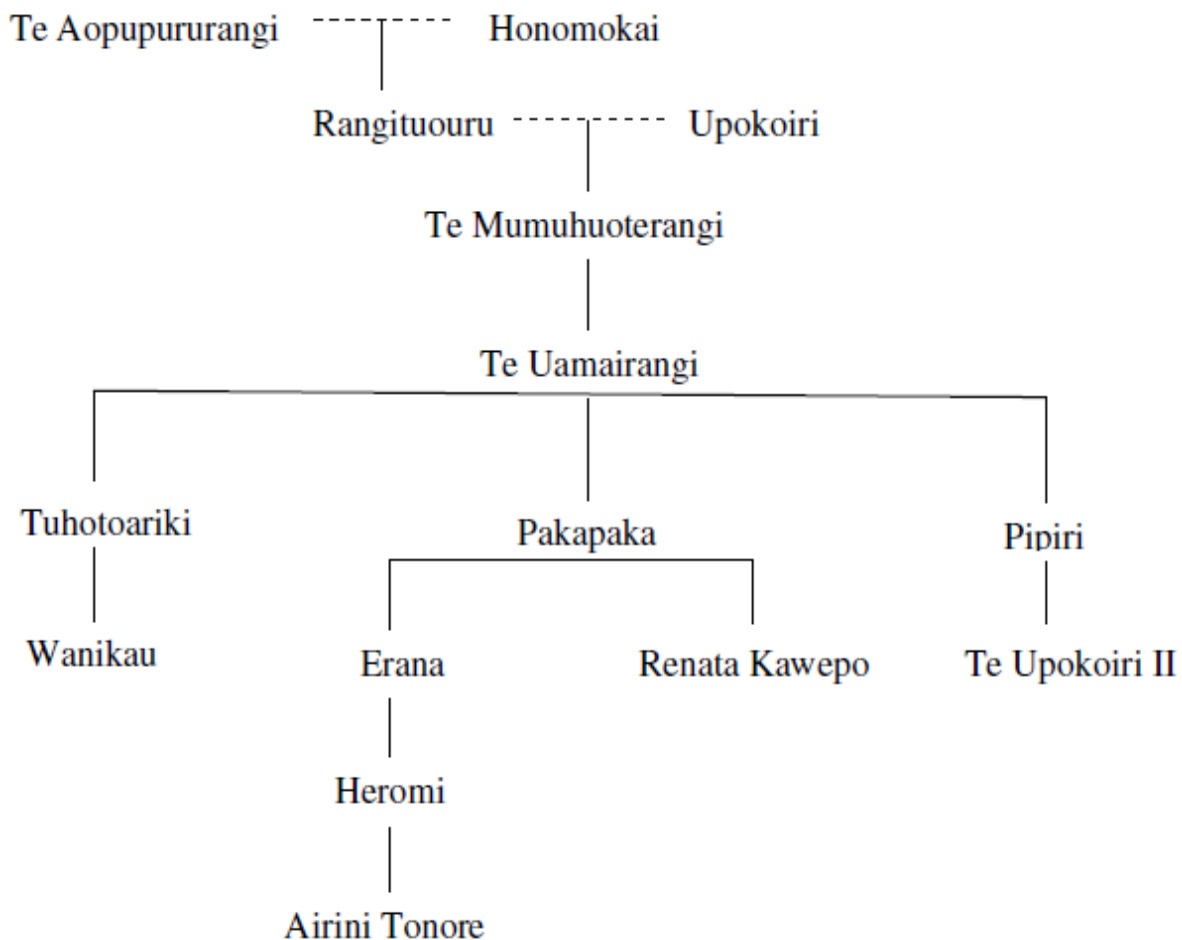 Te Aopupururangi Honomokai
Rangituouru Upokoiri
Te Mumuhuoterangi
Te Uamairangi
Tuhotoariki Pakapaka Pipiri
Wanikau Erana Renata Kawepo Te Upokoiri II
Heromi
Airini Tonore